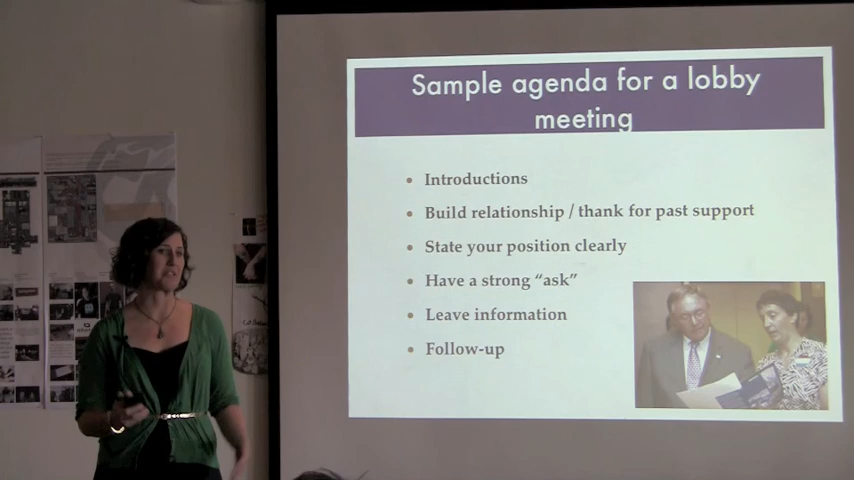 Sample agenda for a lobby
meeting
• Introductions
• Build relationship / thank for past support
• State your position clearly
• Have a strong “ask”
• Leave information
• Follow-up